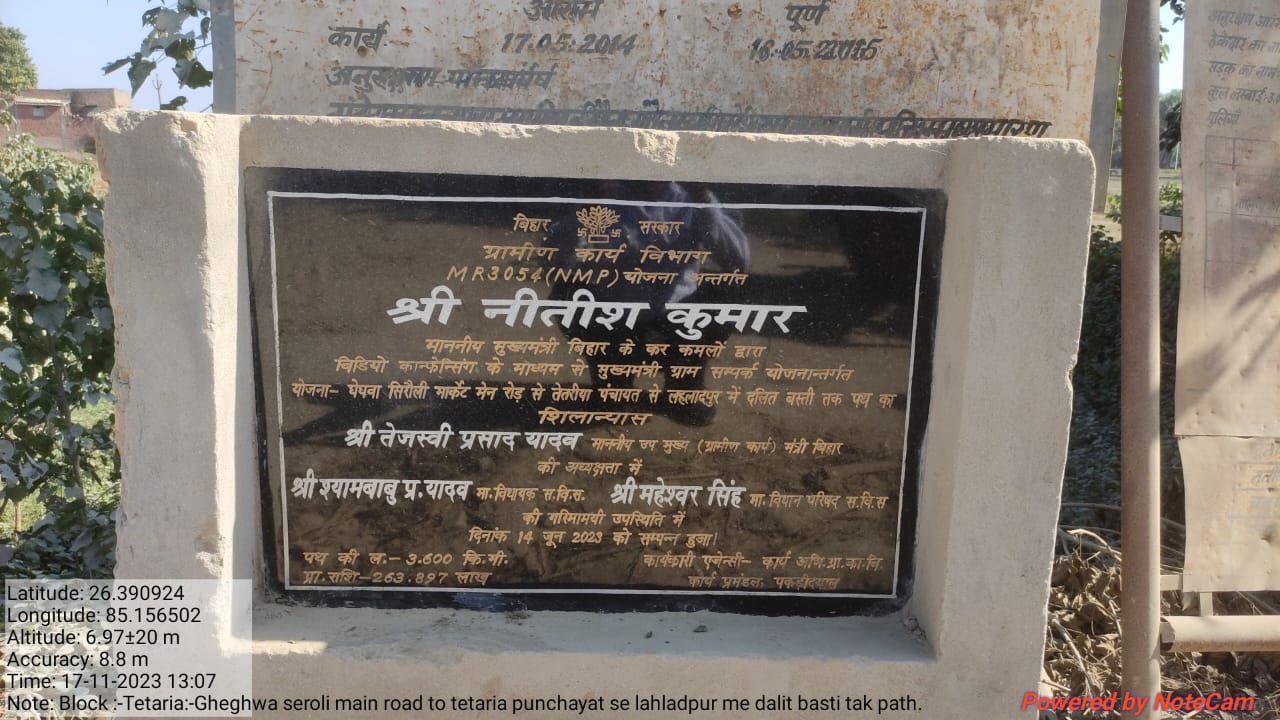 कार्य 17.05.2014 पूर्ण
बिहार सरकार
ग्रामीण कार्य विभाग
MR3054(NMP) योजना अन्तर्गत
श्री नीतीश कुमार
माननीय मुख्यमंत्री बिहार के कर कमलों द्वारा
विडियो कान्फेन्सिंग के माध्यम से मुख्यमंत्री ग्राम सम्पर्क योजनान्तर्गत
योजना- घेघवा सिरौली मार्केट मेन रोड़ से तेतरीया पंचायत से लहलादपुर में दलित बस्ती तक पथ का
शिलान्यास
श्री तेजस्वी प्रसाद यादव माननीय उप मुख्य (ग्रामीण कार्य) मंत्री बिहार
की अध्यक्षता में
श्री श्यामबाबु प्र.यादव मा.विधायक स.वि.स. श्री महेश्वर सिंह मा.विधान परिषद स.वि.स
की गरिमामयी उपस्थिति में
दिनांक 14 जून 2023 को सम्पन्न हुआ।
पथ की ल.- 3.600 कि.मी. कार्यकारी एजेन्सी- कार्य अभि.ग्रा.का.वि.
प्रा.राशि-263.897 लाख कार्य प्रमंडल, पकड़ीदयाल
Latitude: 26.390924
Longitude: 85.156502
Altitude: 6.97±20 m
Accuracy: 8.8 m
Time: 17-11-2023 13:07
Note: Block :-Tetaria:-Gheghwa seroli main road to tetaria punchayat se lahladpur me dalit basti tak path.
Powered by NoteCam